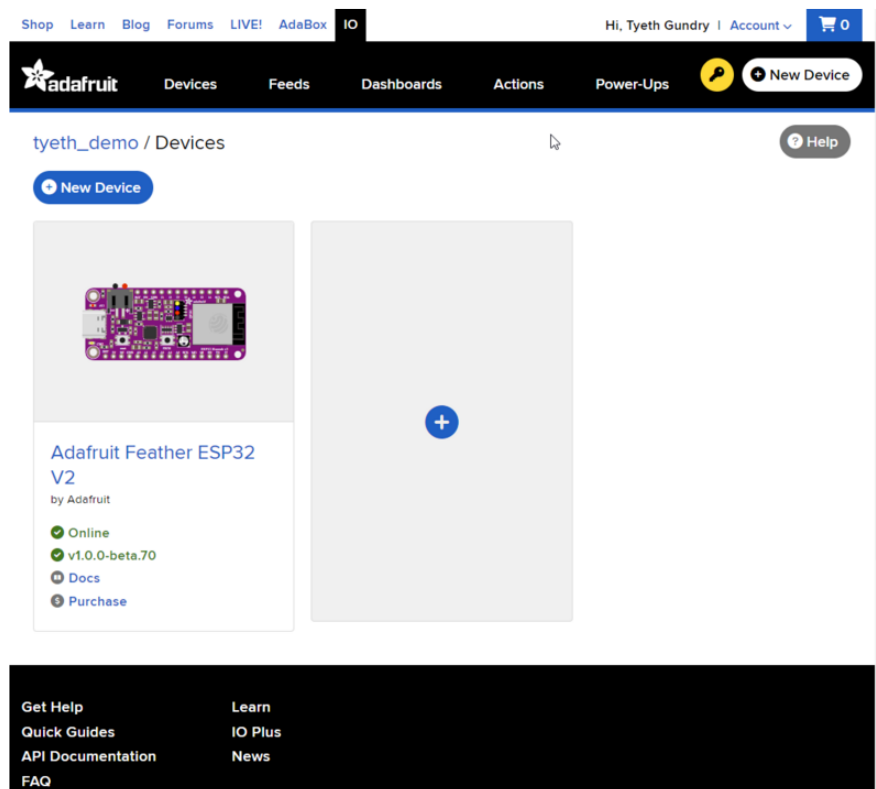 Shop Learn Blog Forums LIVE! AdaBox IO Hi, Tyeth Gundry | Account 0
adafruit Devices Feeds Dashboards Actions Power-Ups New Device
tyeth_demo / Devices Help
New Device
Adafruit Feather ESP32
V2
by Adafruit
Online
v1.0.0-beta.70
Docs
Purchase
Get Help Learn
Quick Guides IO Plus
API Documentation News
FAQ